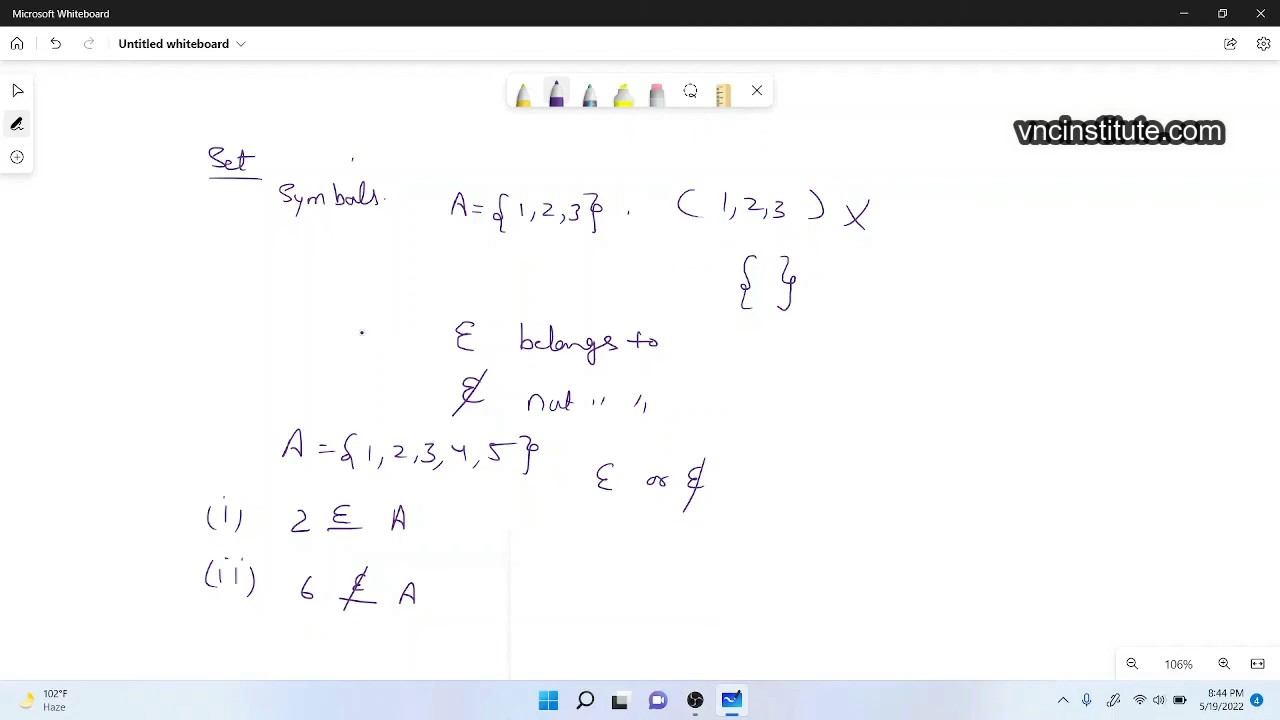 Microsoft Whiteboard
Untitled whiteboard
vncinstitute.com
Set
Symbols.
A = {1, 2, 3} . (1, 2, 3) X
{ }
∈ belongs to
∉ not " "
A = {1, 2, 3, 4, 5}
∈ or ∉
(i) 2 ∈ A
(ii) 6 ∉ A
106%
102°F
Haze
8:44 PM
5/19/2022
4